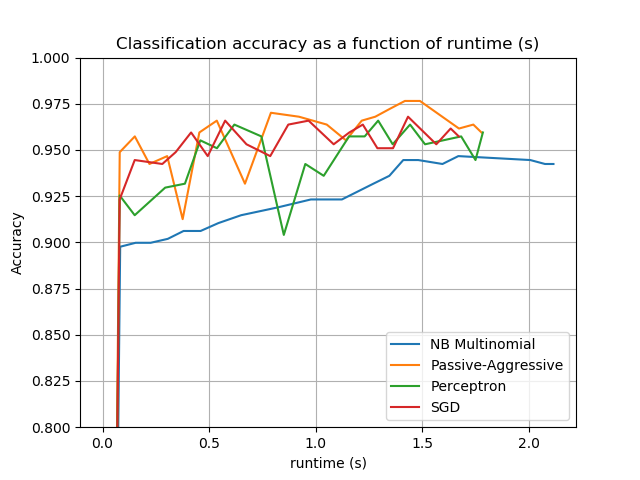 Classification accuracy as a function of runtime (s)
1.000
0.975
0.950
0.925
0.900
0.875
0.850
0.825
0.800
Accuracy
NB Multinomial
Passive-Aggressive
Perceptron
SGD
0.0 0.5 1.0 1.5 2.0
runtime (s)